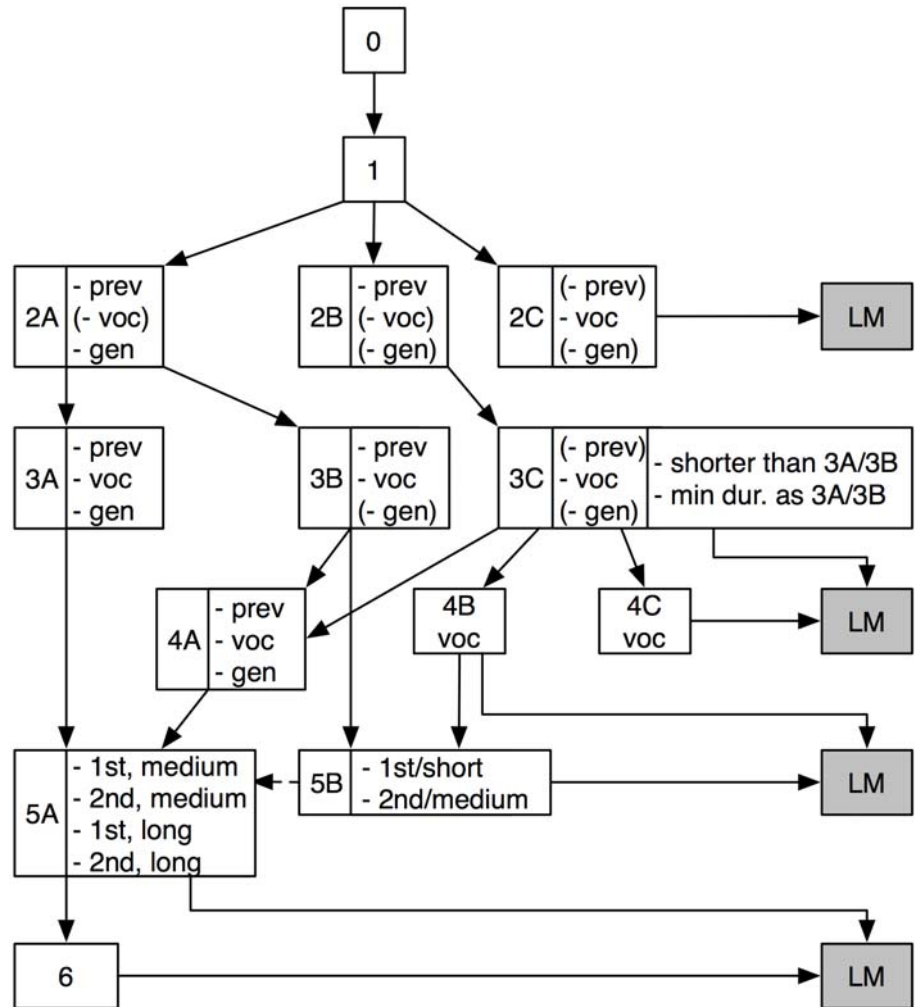 0
1
2A
- prev
(- voc)
- gen
2B
- prev
(- voc)
(- gen)
2C
(- prev)
- voc
(- gen)
LM
3A
- prev
- voc
- gen
3B
- prev
- voc
(- gen)
3C
(- prev)
- voc
(- gen)
- shorter than 3A/3B
- min dur. as 3A/3B
4A
- prev
- voc
- gen
4B
voc
4C
voc
LM
5A
- 1st, medium
- 2nd, medium
- 1st, long
- 2nd, long
5B
- 1st/short
- 2nd/medium
LM
6
LM